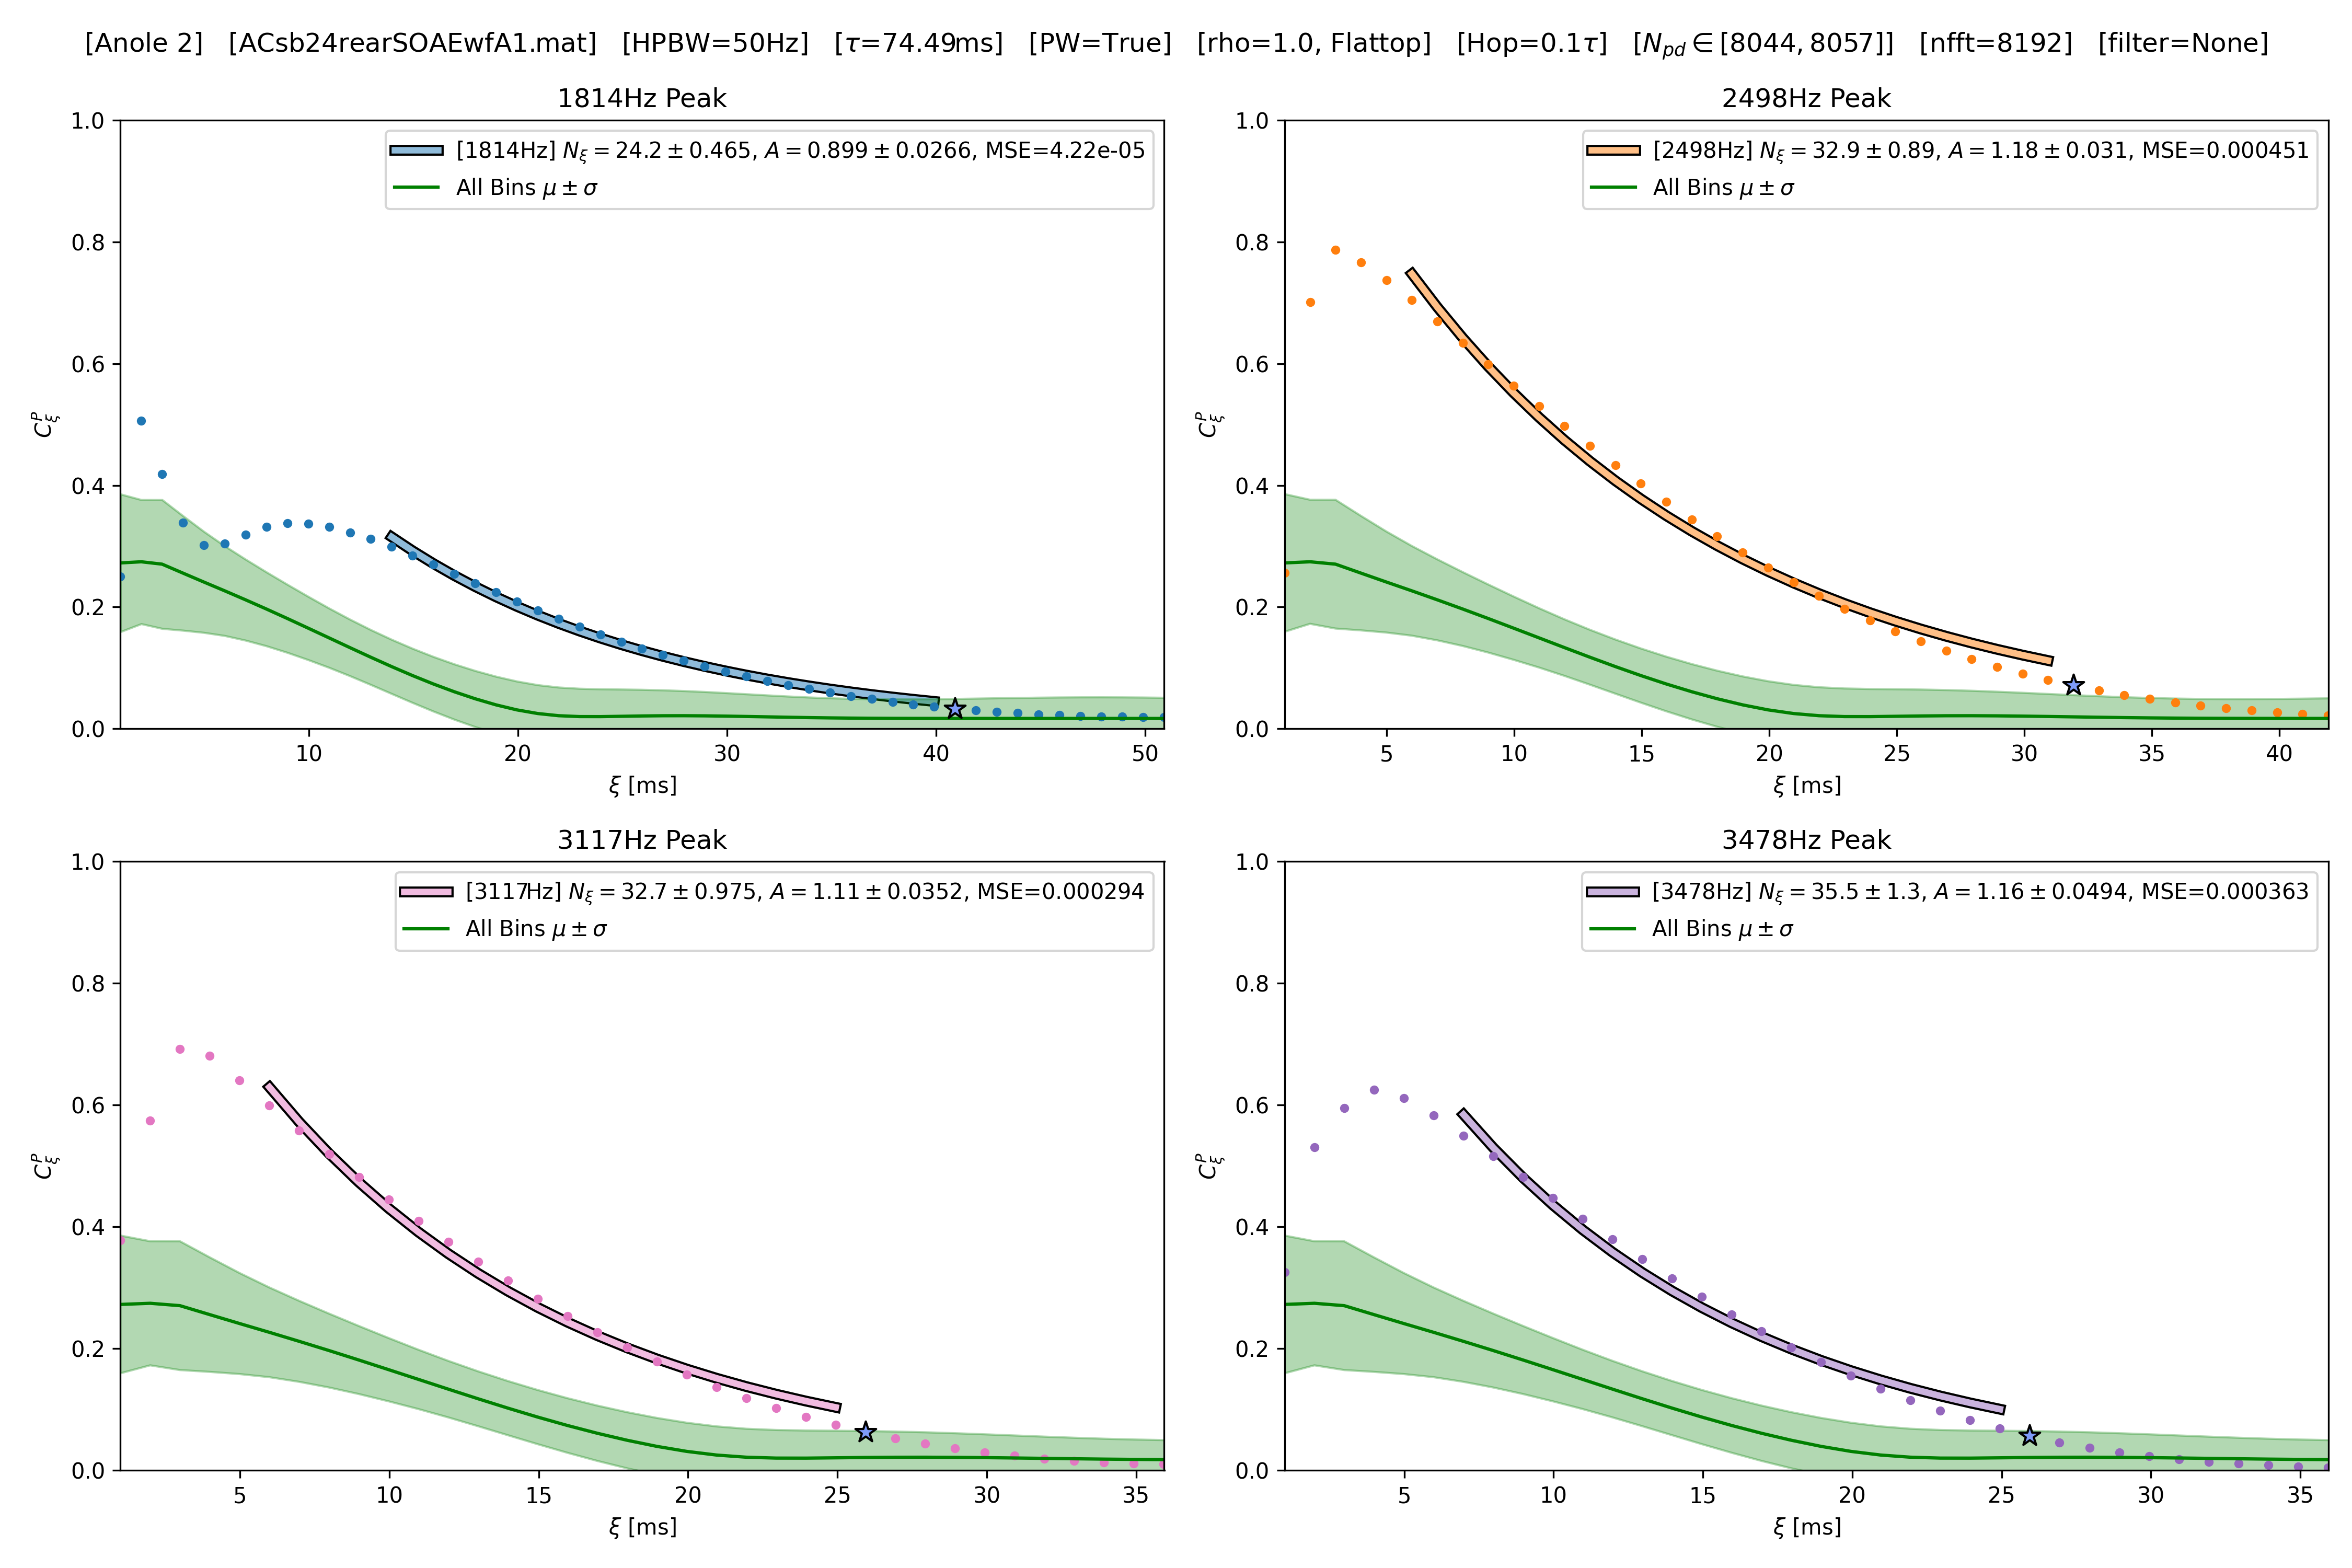 [Anole 2] [ACsb24rearSOAEwfA1.mat] [HPBW=50Hz] [τ=74.49ms] [PW=True] [rho=1.0, Flattop] [Hop=0.1τ] [N_pd ∈ [8044, 8057]] [nfft=8192] [filter=None]
1814Hz Peak
[1814Hz] N_ξ = 24.2 ± 0.465, A = 0.899 ± 0.0266, MSE=4.22e-05
All Bins μ ± σ
1.0
0.8
0.6
0.4
0.2
0.0
C_ξ^P
10 20 30 40 50
ξ [ms]
2498Hz Peak
[2498Hz] N_ξ = 32.9 ± 0.89, A = 1.18 ± 0.031, MSE=0.000451
All Bins μ ± σ
1.0
0.8
0.6
0.4
0.2
0.0
C_ξ^P
5 10 15 20 25 30 35 40
ξ [ms]
3117Hz Peak
[3117Hz] N_ξ = 32.7 ± 0.975, A = 1.11 ± 0.0352, MSE=0.000294
All Bins μ ± σ
1.0
0.8
0.6
0.4
0.2
0.0
C_ξ^P
5 10 15 20 25 30 35
ξ [ms]
3478Hz Peak
[3478Hz] N_ξ = 35.5 ± 1.3, A = 1.16 ± 0.0494, MSE=0.000363
All Bins μ ± σ
1.0
0.8
0.6
0.4
0.2
0.0
C_ξ^P
5 10 15 20 25 30 35
ξ [ms]